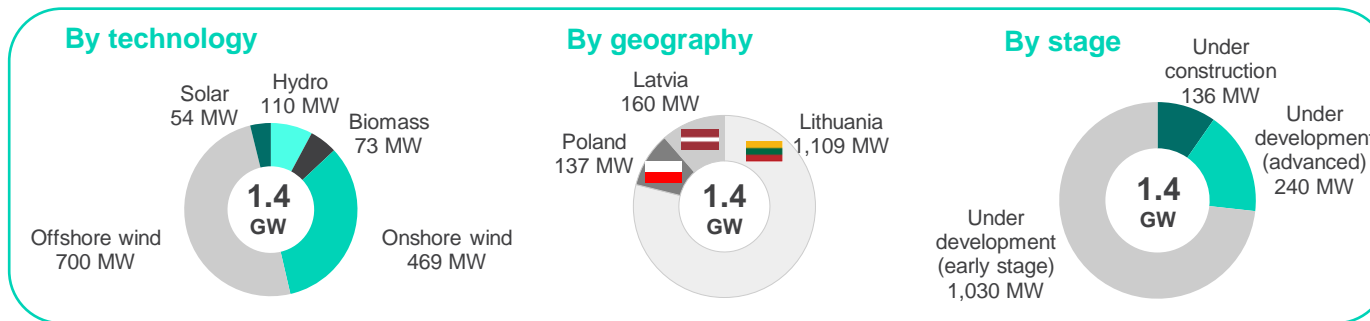 By technology
Solar
54 MW
Hydro
110 MW
Biomass
73 MW
1.4
GW
Offshore wind
700 MW
Onshore wind
469 MW
By geography
Latvia
160 MW
Poland
137 MW
Lithuania
1,109 MW
1.4
GW
By stage
Under
construction
136 MW
Under
development
(advanced)
240 MW
1.4
GW
Under
development
(early stage)
1,030 MW